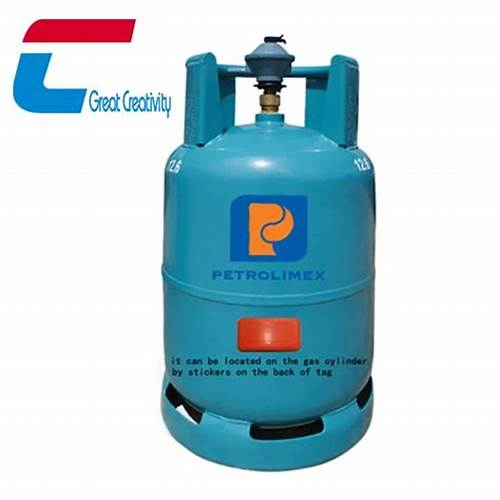 Great Creativity
12.6
12.6
PETROLIMEX
it can be located on the gas cylinder
by stickers on the back of tag